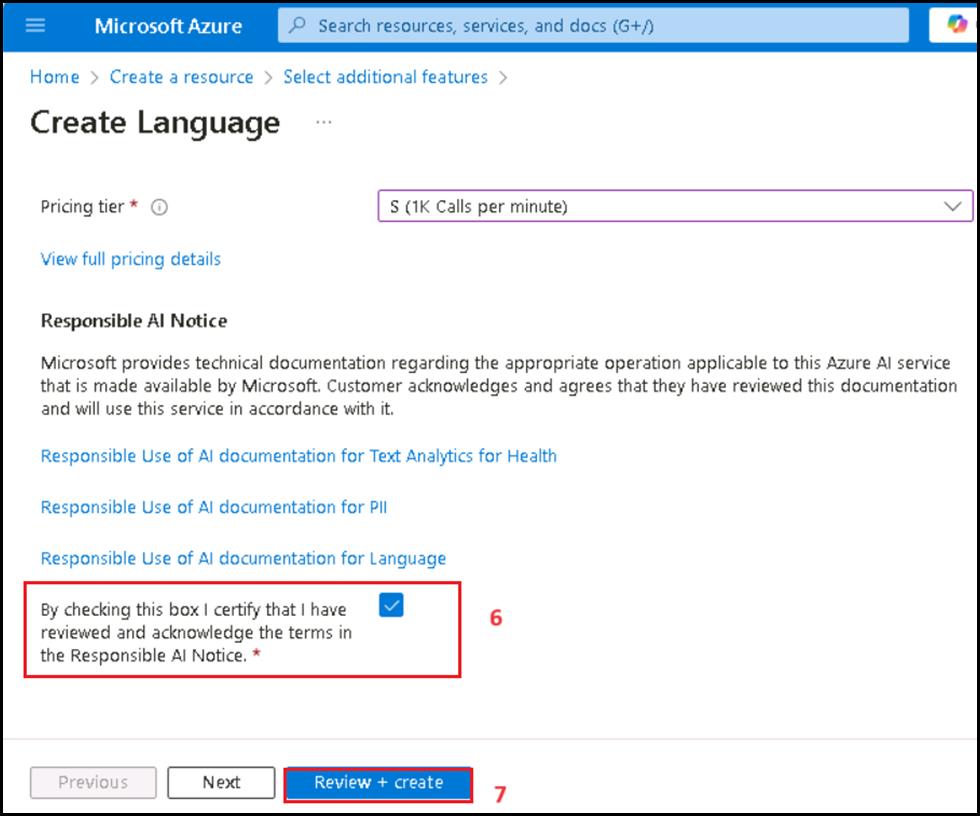 Microsoft Azure
Search resources, services, and docs (G+/)
Home > Create a resource > Select additional features >
Create Language ...
Pricing tier *
S (1K Calls per minute)
View full pricing details
Responsible AI Notice
Microsoft provides technical documentation regarding the appropriate operation applicable to this Azure AI service
that is made available by Microsoft. Customer acknowledges and agrees that they have reviewed this documentation
and will use this service in accordance with it.
Responsible Use of AI documentation for Text Analytics for Health
Responsible Use of AI documentation for PII
Responsible Use of AI documentation for Language
By checking this box I certify that I have
reviewed and acknowledge the terms in
the Responsible AI Notice. *
6
Previous
Next
Review + create
7